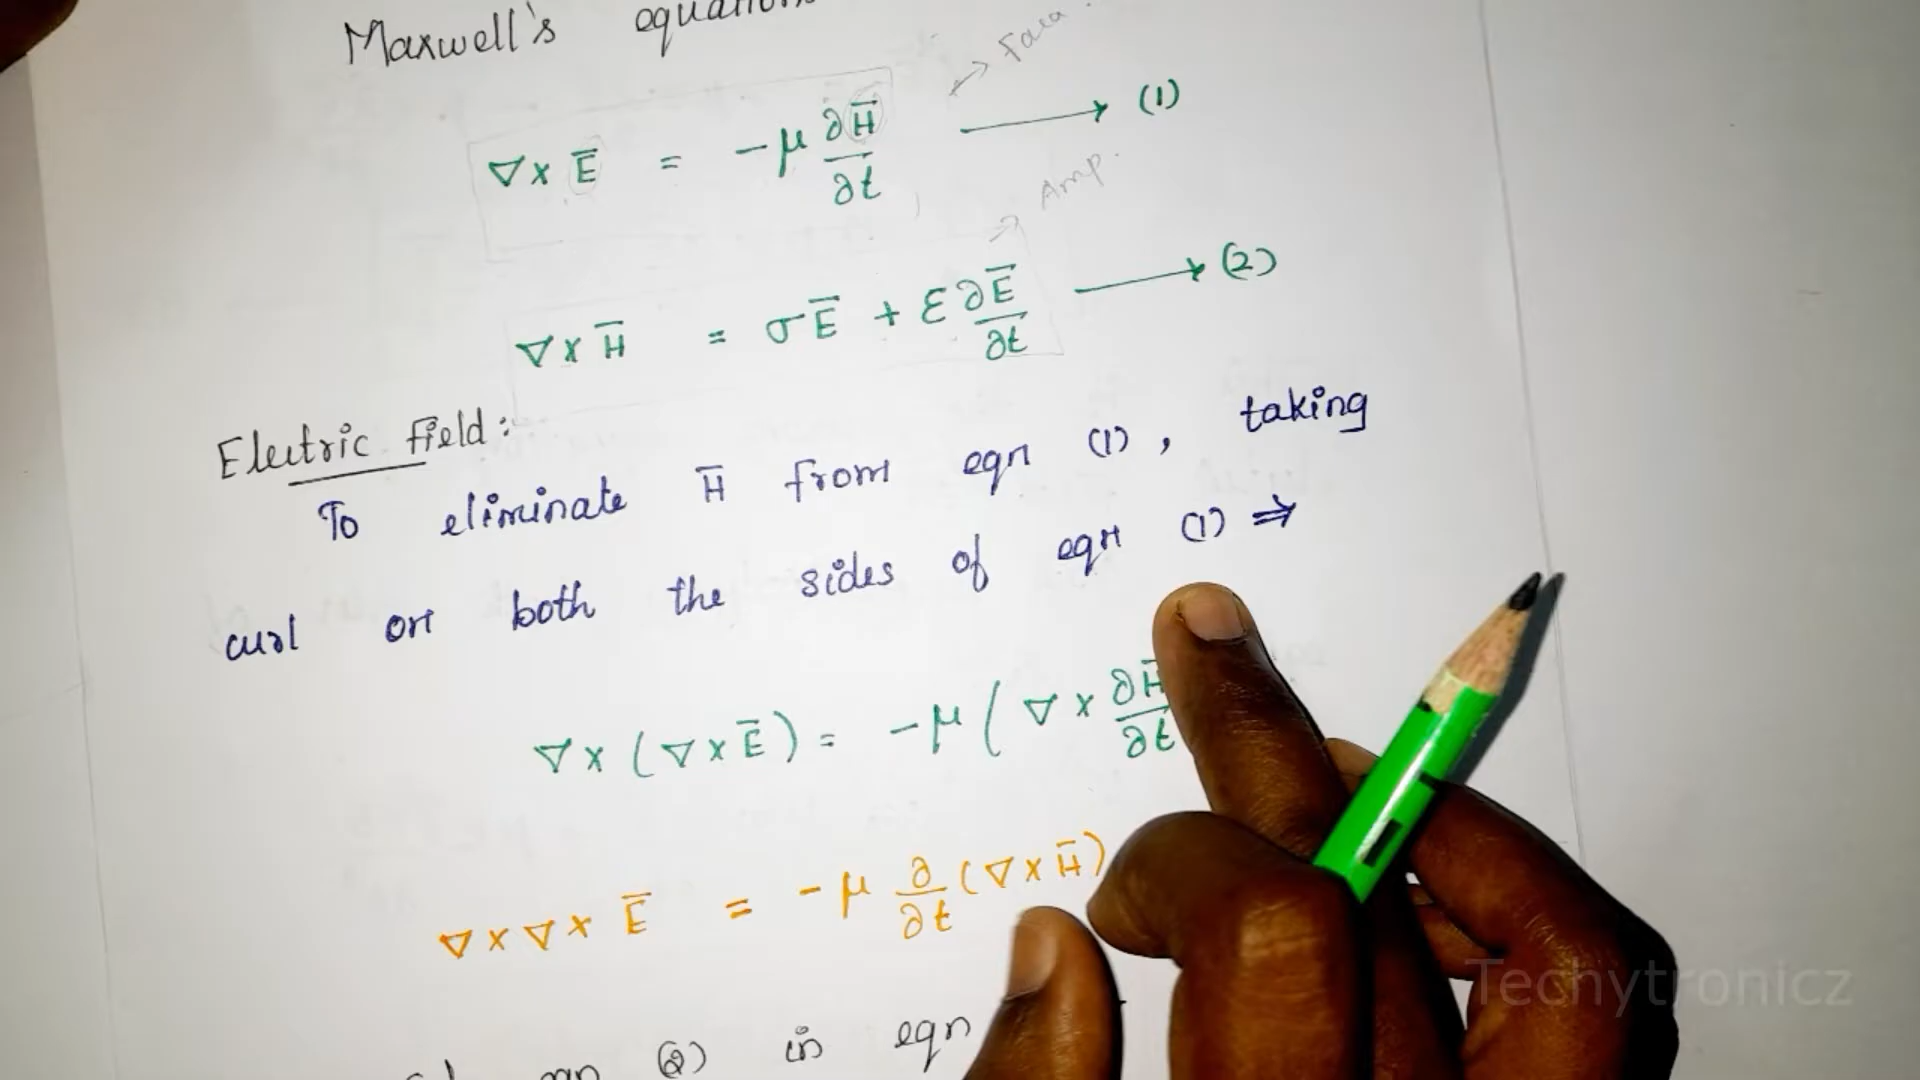 Maxwell's equation
∇ × E̅ = -μ ∂H̅/∂t → (1)
→ Fara
→ Amp.
∇ × H̅ = σE̅ + ε ∂E̅/∂t → (2)
Electric field:
To eliminate H̅ from eqn (1), taking
curl on both the sides of eqn (1) ⇒
∇ × (∇ × E̅) = -μ (∇ × ∂H̅/∂t
∇ × ∇ × E̅ = -μ ∂/∂t (∇ × H̅)
(2) in eqn
Techytronicz